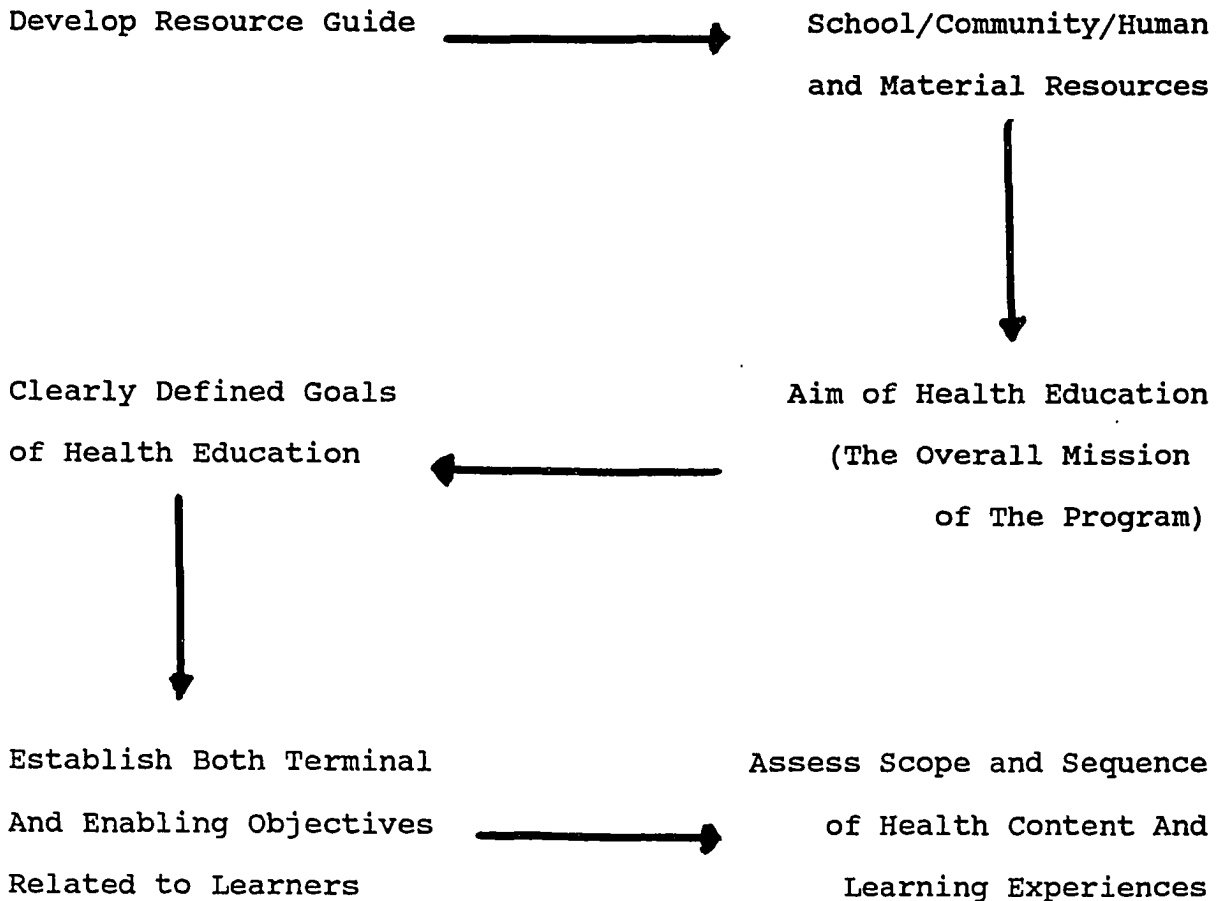 Develop Resource Guide
School/Community/Human
and Material Resources
Aim of Health Education
(The Overall Mission
of The Program)
Clearly Defined Goals
of Health Education
Establish Both Terminal
And Enabling Objectives
Related to Learners
Assess Scope and Sequence
of Health Content And
Learning Experiences